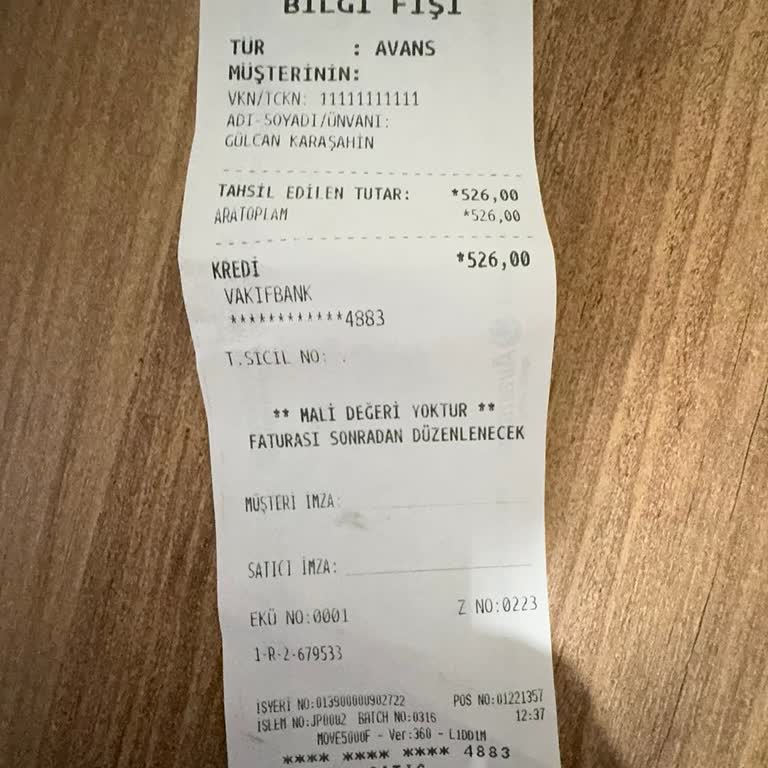 BİLGİ FİŞİ
TÜR : AVANS
MÜŞTERİNİN:
VKN/TCKN: 11111111111
ADI-SOYADI/ÜNVANI:
GÜLCAN KARAŞAHİN
TAHSİL EDİLEN TUTAR: *526,00
ARATOPLAM *526,00
KREDİ *526,00
VAKIFBANK
************4883
T.SİCİL NO: .
** MALİ DEĞERİ YOKTUR **
FATURASI SONRADAN DÜZENLENECEK
MÜŞTERİ İMZA:
SATICI İMZA:
EKÜ NO:0001 Z NO:0223
1-R-2-679533
İŞYERİ NO:013900000902722 POS NO:01221357
İŞLEM NO:JP0002 BATCH NO:0316 12:37
MOVE5000F - Ver:360 - LIDDIM
**** **** **** 4883